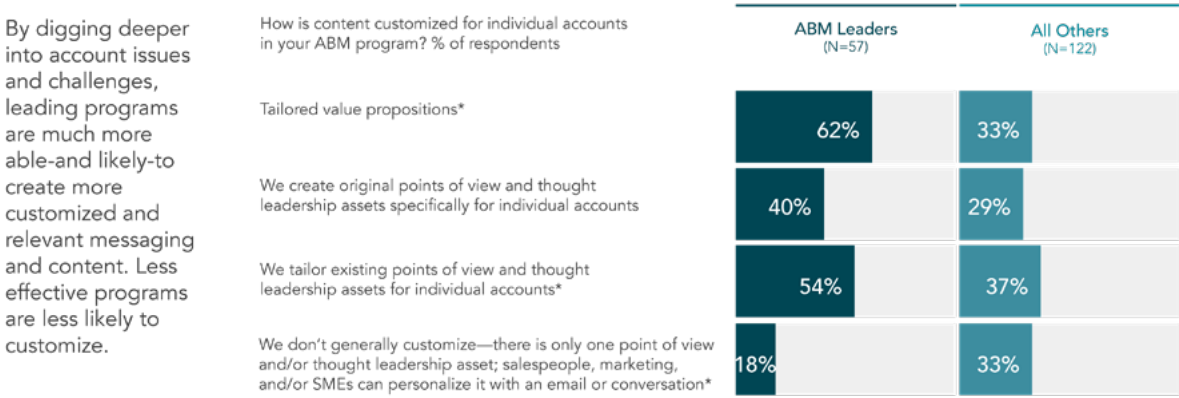 By digging deeper
into account issues
and challenges,
leading programs
are much more
able-and likely-to
create more
customized and
relevant messaging
and content. Less
effective programs
are less likely to
customize.
How is content customized for individual accounts
in your ABM program? % of respondents
ABM Leaders
(N=57)
All Others
(N=122)
Tailored value propositions*
62%
33%
We create original points of view and thought
leadership assets specifically for individual accounts
40%
29%
We tailor existing points of view and thought
leadership assets for individual accounts*
54%
37%
We don't generally customize—there is only one point of view
and/or thought leadership asset; salespeople, marketing,
and/or SMEs can personalize it with an email or conversation*
18%
33%